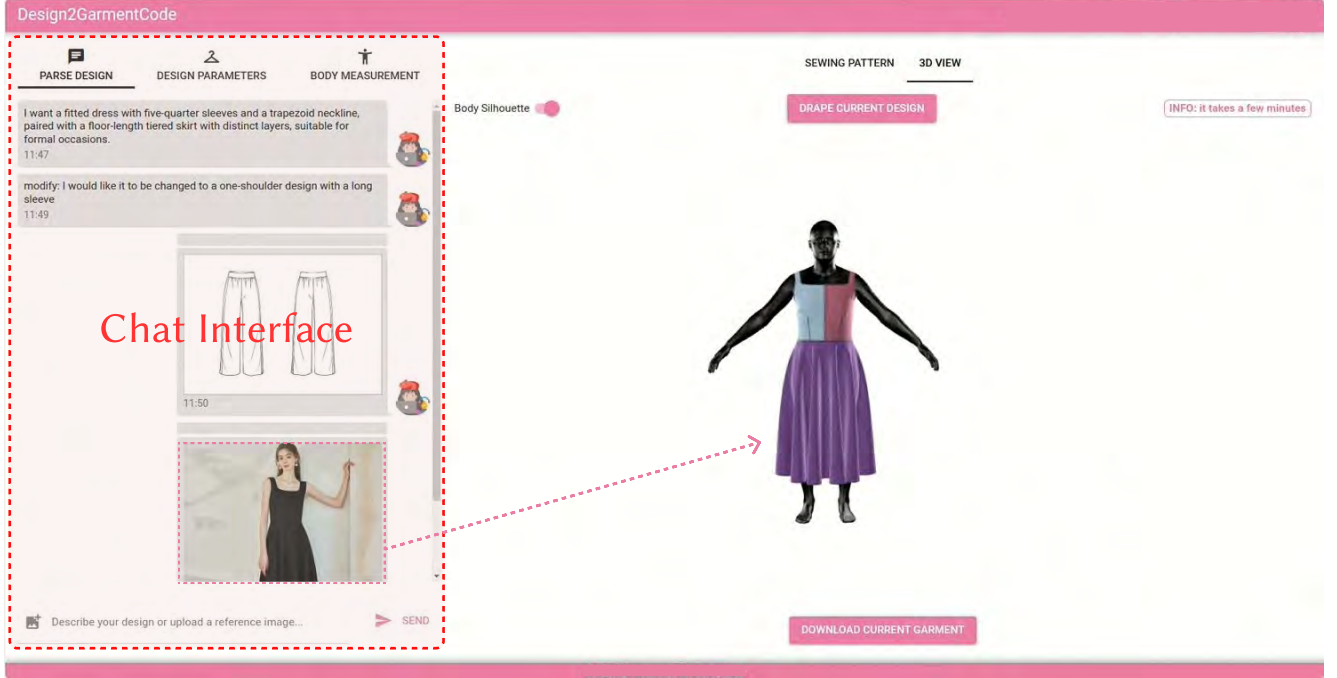 Design2GarmentCode
PARSE DESIGN
DESIGN PARAMETERS
BODY MEASUREMENT
I want a fitted dress with five-quarter sleeves and a trapezoid neckline,
paired with a floor-length tiered skirt with distinct layers, suitable for
formal occasions.
11:47
modify: I would like it to be changed to a one-shoulder design with a long
sleeve
11:49
Chat Interface
11:50
Describe your design or upload a reference image...
SEND
SEWING PATTERN
3D VIEW
Body Silhouette
DRAPE CURRENT DESIGN
INFO: it takes a few minutes
DOWNLOAD CURRENT GARMENT